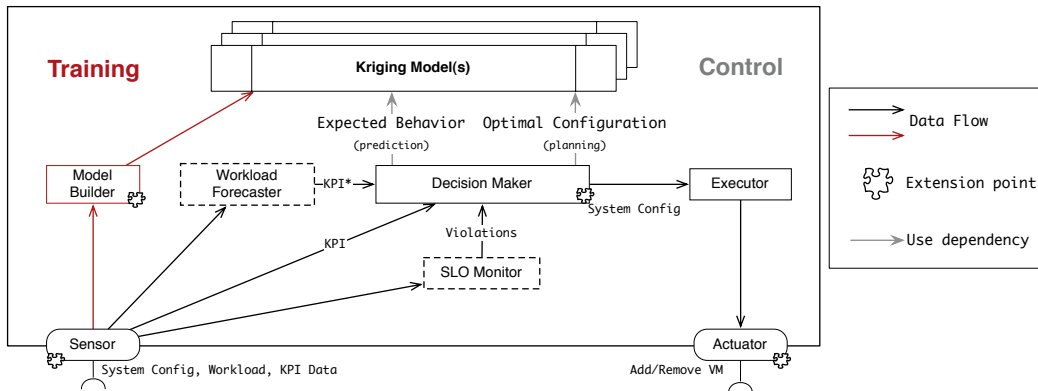 Kriging Model(s)
Training
Control
Expected Behavior
(prediction)
Optimal Configuration
(planning)
Model
Builder
Workload
Forecaster
KPI*
Decision Maker
System Config
Executor
KPI
Violations
SLO Monitor
Sensor
System Config, Workload, KPI Data
Actuator
Add/Remove VM
Data Flow
Extension point
Use dependency